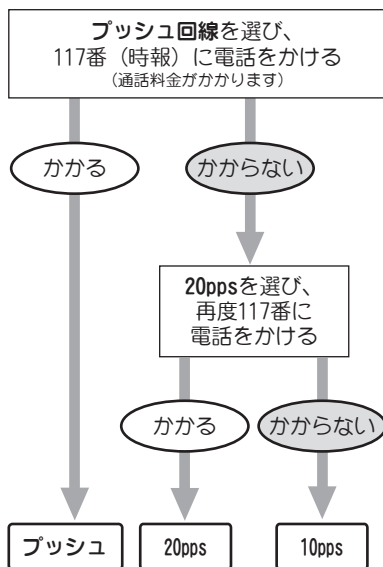 プッシュ回線を選び、
117番（時報）に電話をかける
（通話料金がかかります）
かかる
かからない
20ppsを選び、
再度117番に
電話をかける
かかる
かからない
プッシュ
20pps
10pps